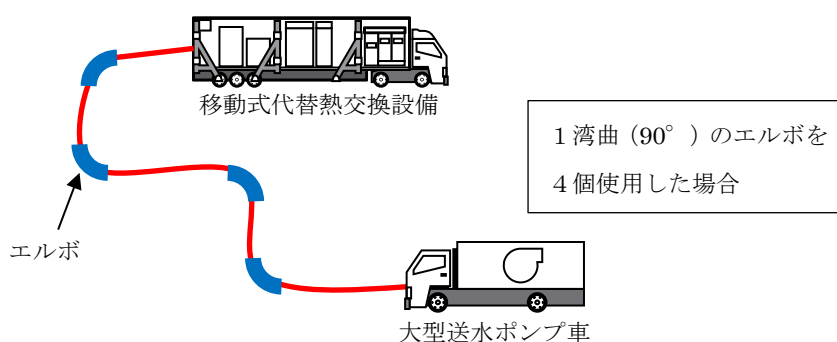 移動式代替熱交換設備
1湾曲（90°）のエルボを
4個使用した場合
エルボ
大型送水ポンプ車